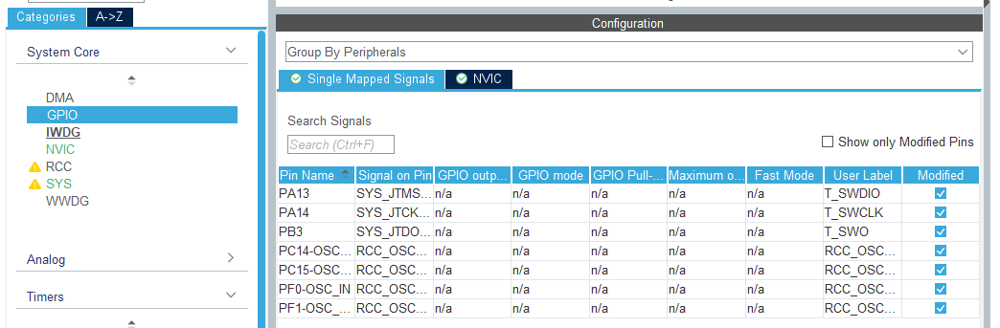 Categories A->Z
System Core
DMA
GPIO
IWDG
NVIC
RCC
SYS
WWDG
Analog
Timers
Configuration
Group By Peripherals
Single Mapped Signals NVIC
Search Signals
Search (Ctrl+F)
Show only Modified Pins
Pin Name Signal on Pin GPIO outp... GPIO mode GPIO Pull-... Maximum o... Fast Mode User Label Modified
PA13 SYS_JTMS... n/a n/a n/a n/a n/a T_SWDIO
PA14 SYS_JTCK... n/a n/a n/a n/a n/a T_SWCLK
PB3 SYS_JTDO... n/a n/a n/a n/a n/a T_SWO
PC14-OSC... RCC_OSC... n/a n/a n/a n/a n/a RCC_OSC...
PC15-OSC... RCC_OSC... n/a n/a n/a n/a n/a RCC_OSC...
PF0-OSC_IN RCC_OSC... n/a n/a n/a n/a n/a RCC_OSC...
PF1-OSC_... RCC_OSC... n/a n/a n/a n/a n/a RCC_OSC...